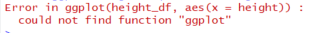 Error in ggplot(height_df, aes(x = height)) :
could not find function "ggplot"